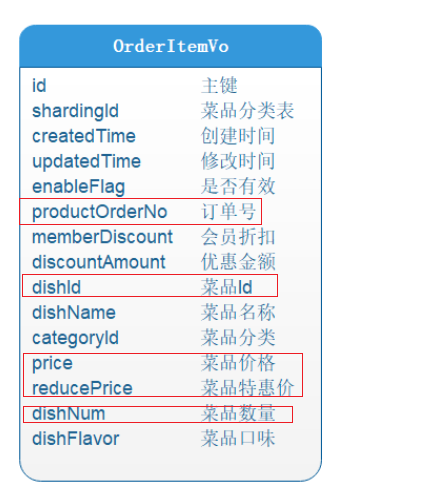 OrderItemVo
id 主键
shardingId 菜品分类表
createdTime 创建时间
updatedTime 修改时间
enableFlag 是否有效
productOrderNo 订单号
memberDiscount 会员折扣
discountAmount 优惠金额
dishId 菜品Id
dishName 菜品名称
categoryId 菜品分类
price 菜品价格
reducePrice 菜品特惠价
dishNum 菜品数量
dishFlavor 菜品口味